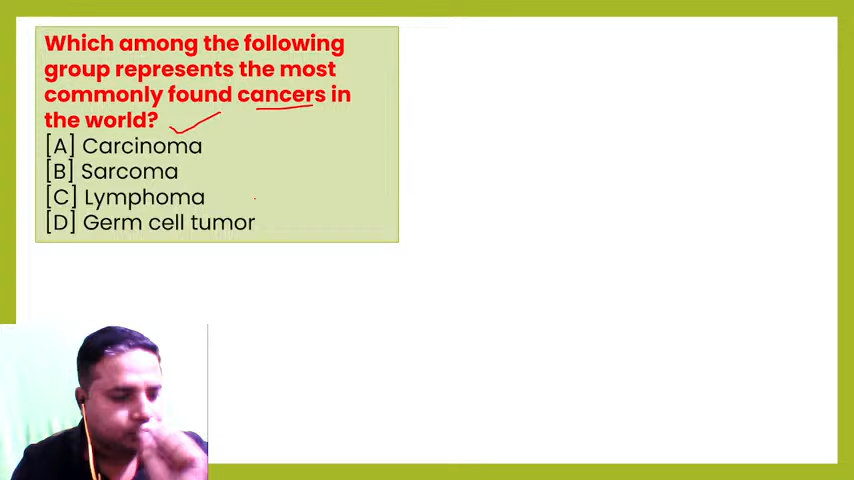 Which among the following
group represents the most
commonly found cancers in
the world?
[A] Carcinoma
[B] Sarcoma
[C] Lymphoma
[D] Germ cell tumor